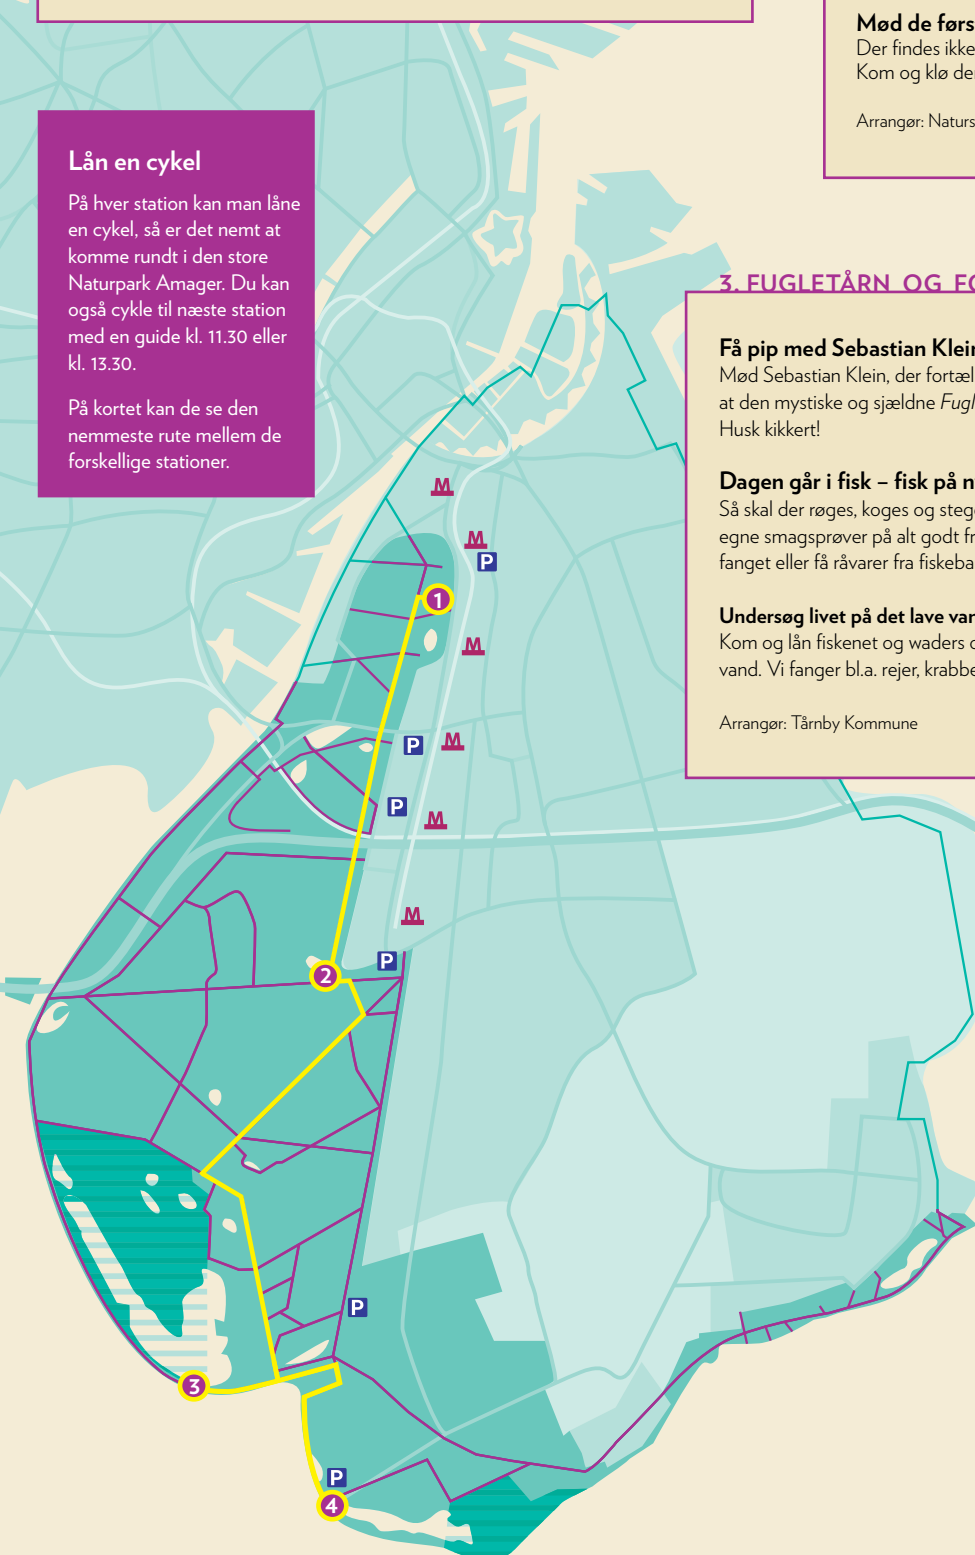 Lån en cykel
På hver station kan man låne
en cykel, så er det nemt at
komme rundt i den store
Naturpark Amager. Du kan
også cykle til næste station
med en guide kl. 11.30 eller
kl. 13.30.
På kortet kan de se den
nemmeste rute mellem de
forskellige stationer.
Mød de førs
Der findes ikke
Kom og klø de
Arrangør: Naturs
3. FUGLETÅRN OG FO
Få pip med Sebastian Klein
Mød Sebastian Klein, der fortæl
at den mystiske og sjældne Fugl
Husk kikkert!
Dagen går i fisk – fisk på n
Så skal der røges, koges og steg
egne smagsprøver på alt godt fr
fanget eller få råvarer fra fiskeba
Undersøg livet på det lave van
Kom og lån fiskenet og waders o
vand. Vi fanger bl.a. rejer, krabbe
Arrangør: Tårnby Kommune
M
M
P
1
M
P
M
P
M
M
P
2
P
3
P
4